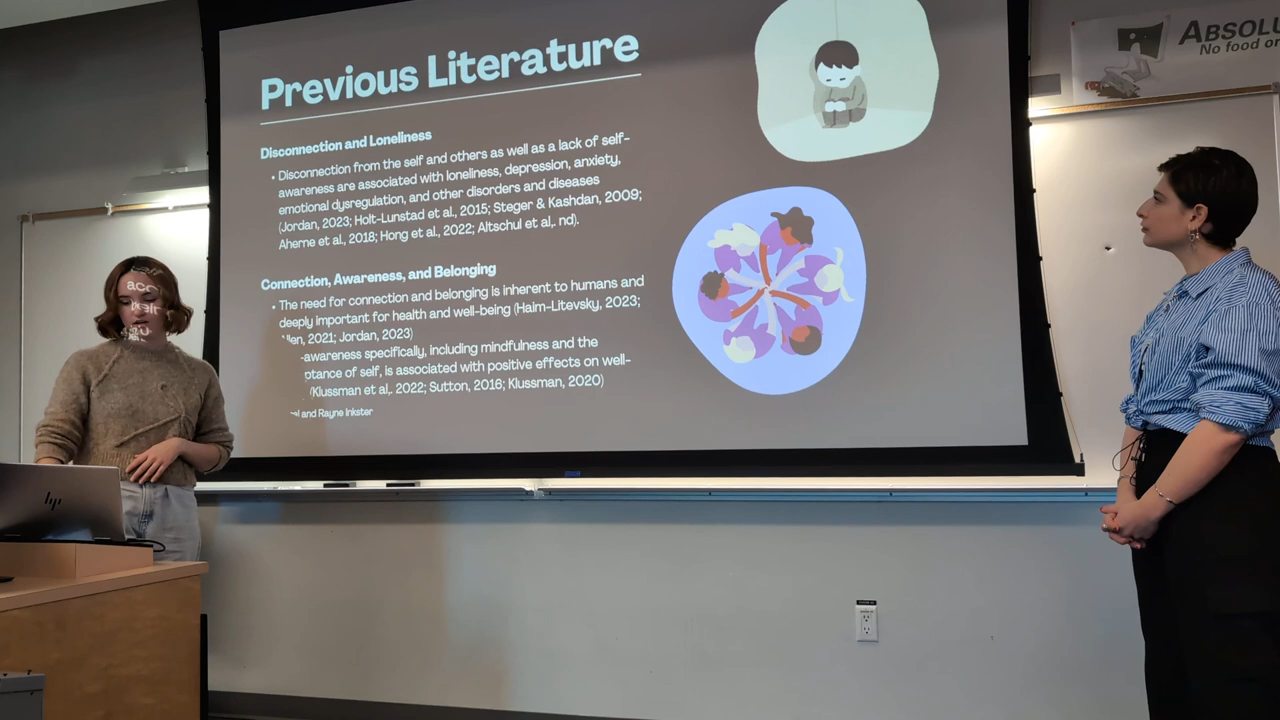 Previous Literature
Disconnection and Loneliness
• Disconnection from the self and others as well as a lack of self-
awareness are associated with loneliness, depression, anxiety,
emotional dysregulation, and other disorders and diseases
(Jordan, 2023; Holt-Lunstad et al., 2015; Steger & Kashdan, 2009;
Aherne et al., 2018; Hong et al., 2022; Altschul et al,. nd).
Connection, Awareness, and Belonging
• The need for connection and belonging is inherent to humans and
deeply important for health and well-being (Haim-Litevsky, 2023;
llen, 2021; Jordan, 2023)
-awareness specifically, including mindfulness and the
ptance of self, is associated with positive effects on well-
(Klussman et al,. 2022; Sutton, 2016; Klussman, 2020)
and Rayne Inkster
ABSOLU
No food or
hp